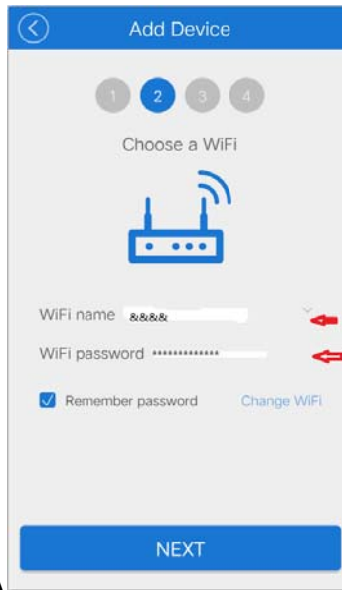 Add Device
1 2 3 4
Choose a WiFi
WiFi name &&&&
WiFi password •••••••••••••
Remember password Change WiFi
NEXT